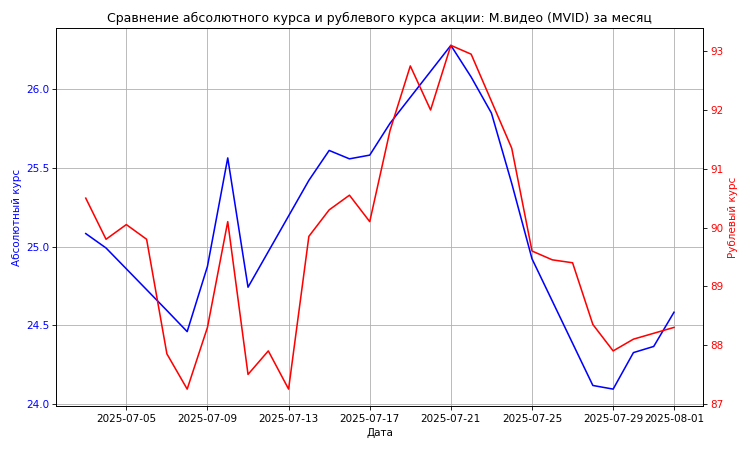 Сравнение абсолютного курса и рублевого курса акции: М.видео (MVID) за месяц
26.0
25.5
25.0
24.5
24.0
Абсолютный курс
93
92
91
90
89
88
87
Рублевый курс
2025-07-05 2025-07-09 2025-07-13 2025-07-17 2025-07-21 2025-07-25 2025-07-29 2025-08-01
Дата